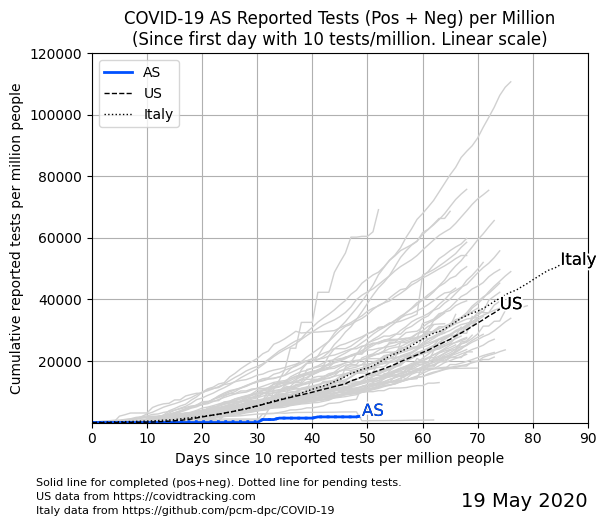 COVID-19 AS Reported Tests (Pos + Neg) per Million
(Since first day with 10 tests/million. Linear scale)
Cumulative reported tests per million people
120000
100000
80000
60000
40000
20000
AS
US
Italy
Italy
US
AS
0 10 20 30 40 50 60 70 80 90
Days since 10 reported tests per million people
Solid line for completed (pos+neg). Dotted line for pending tests.
US data from https://covidtracking.com
Italy data from https://github.com/pcm-dpc/COVID-19
19 May 2020